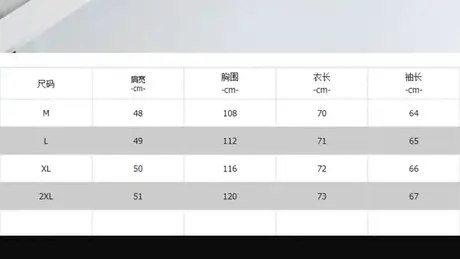 尺码 肩宽 胸围 衣长 袖长
-cm- -cm- -cm- -cm-
M 48 108 70 64
L 49 112 71 65
XL 50 116 72 66
2XL 51 120 73 67